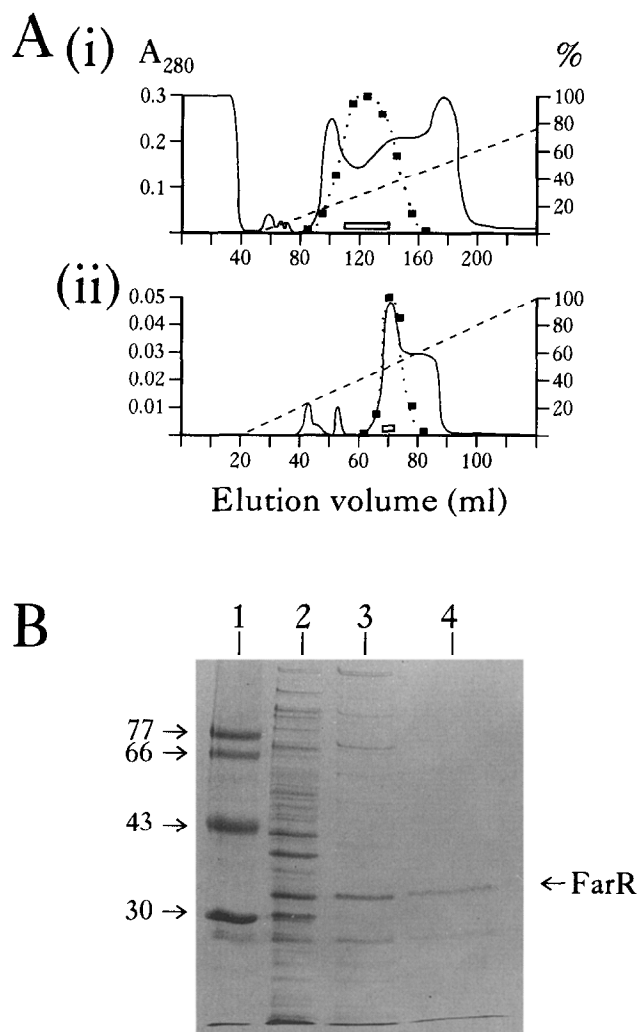 A (i) A280 %
0.3 100
80
0.2 60
40
0.1 20
40 80 120 160 200
(ii) 0.05 100
0.04 80
0.03 60
0.02 40
0.01 20
20 40 60 80 100
Elution volume (ml)
B 1 2 3 4
77 →
66 →
43 →
← FarR
30 →